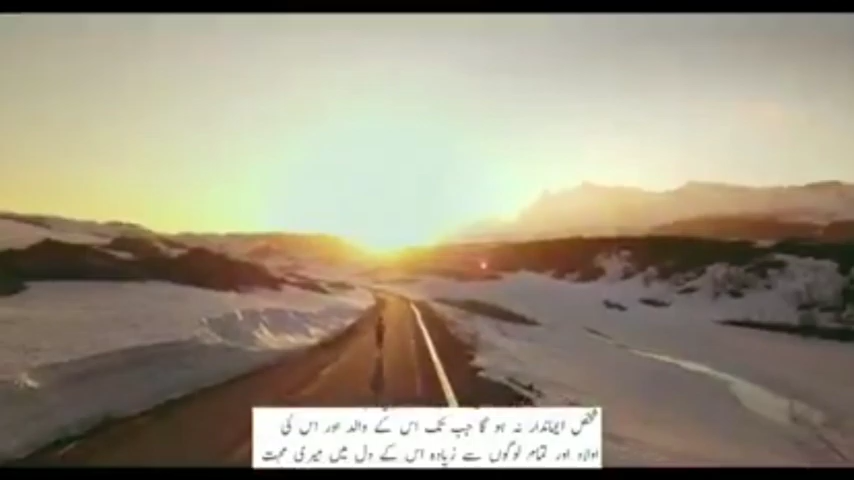 شخص ایماندار نہ ہو گا جب تک اس کے والد اور اس کی
اولاد اور تمام لوگوں سے زیادہ اس کے دل میں میری محبت